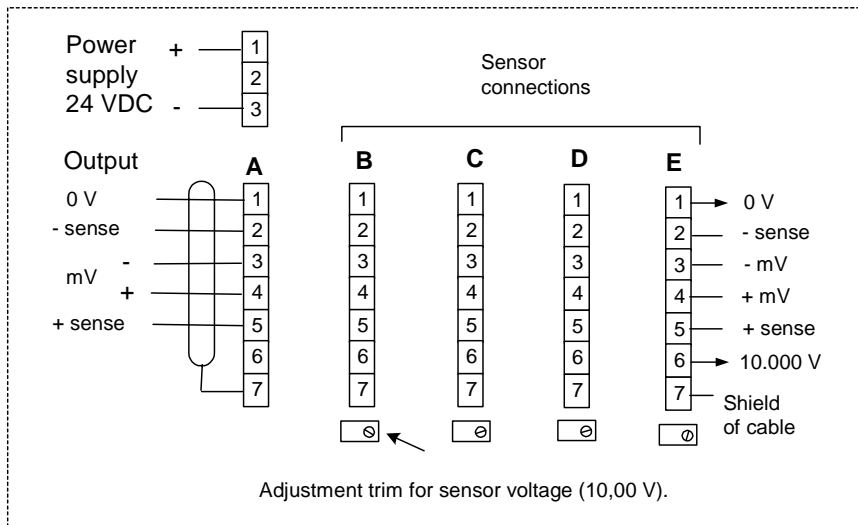 Power + 1
supply 2
24 VDC - 3
Sensor
connections
Output A B C D E
0 V 1 1 1 1 1 0 V
- sense 2 2 2 2 2 - sense
mV - 3 3 3 3 3 - mV
+ 4 4 4 4 4 + mV
+ sense 5 5 5 5 5 + sense
6 6 6 6 6 10.000 V
7 7 7 7 7 Shield
of cable
Adjustment trim for sensor voltage (10,00 V).